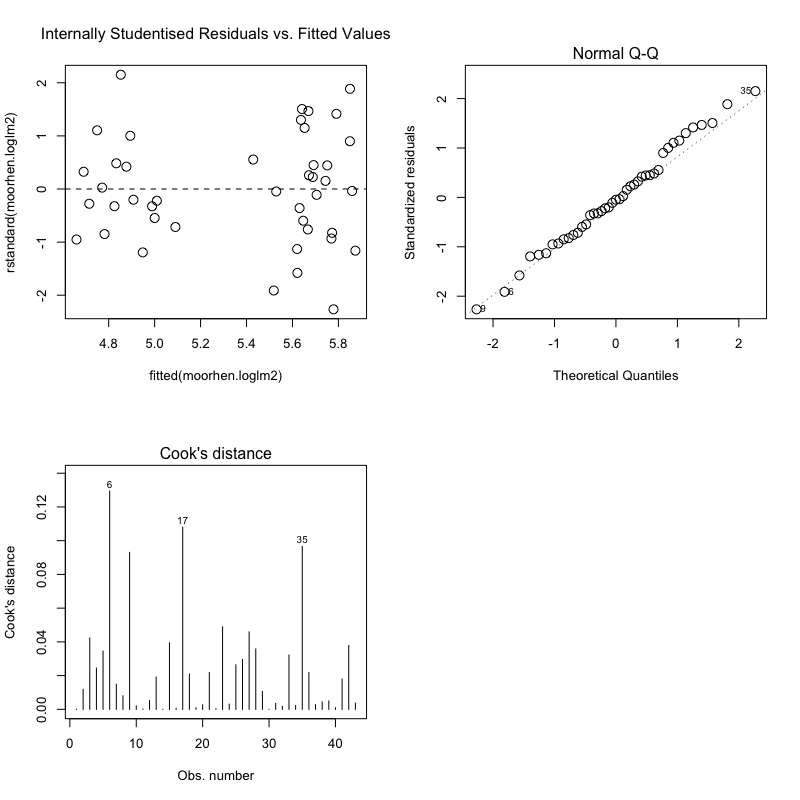 Internally Studentised Residuals vs. Fitted Values
rstandard(moorhen.loglm2)
2
1
0
-1
-2
4.8 5.0 5.2 5.4 5.6 5.8
fitted(moorhen.loglm2)
Normal Q-Q
Standardized residuals
2
1
0
-1
-2
35
6
9
-2 -1 0 1 2
Theoretical Quantiles
Cook's distance
Cook's distance
0.12
0.08
0.04
0.00
6
17
35
0 10 20 30 40
Obs. number